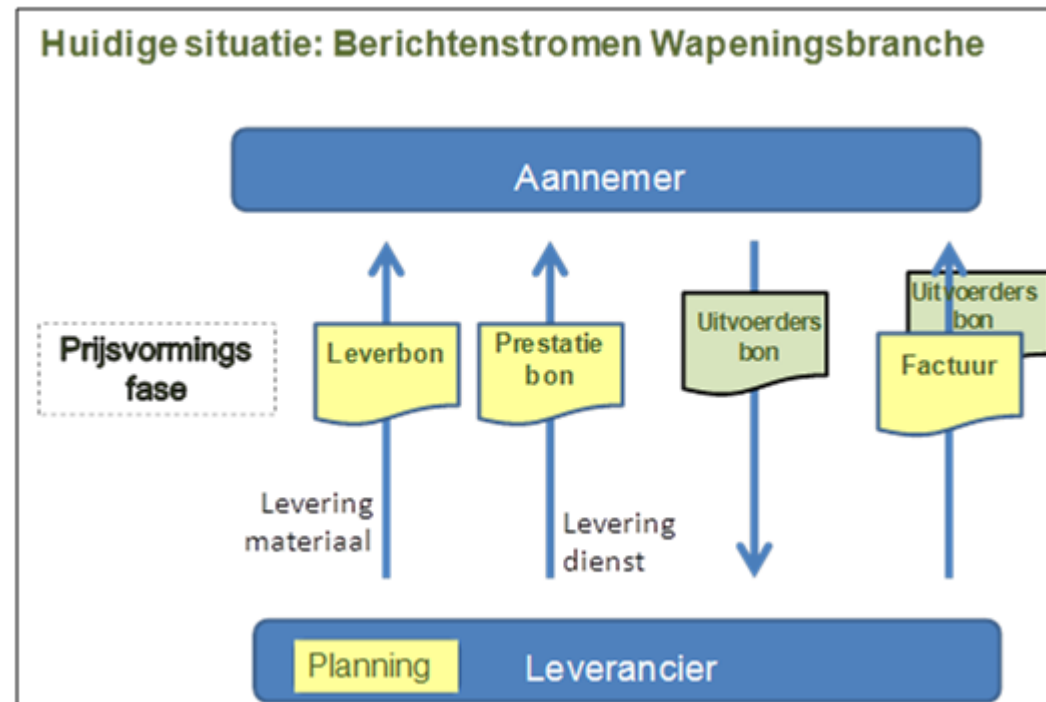 Huidige situatie: Berichtenstromen Wapeningsbranche
Aannemer
Prijsvormings
fase
Leverbon
Prestatie
bon
Uitvoerders
bon
Uitvoerders
bon
Factuur
Levering
materiaal
Levering
dienst
Planning
Leverancier